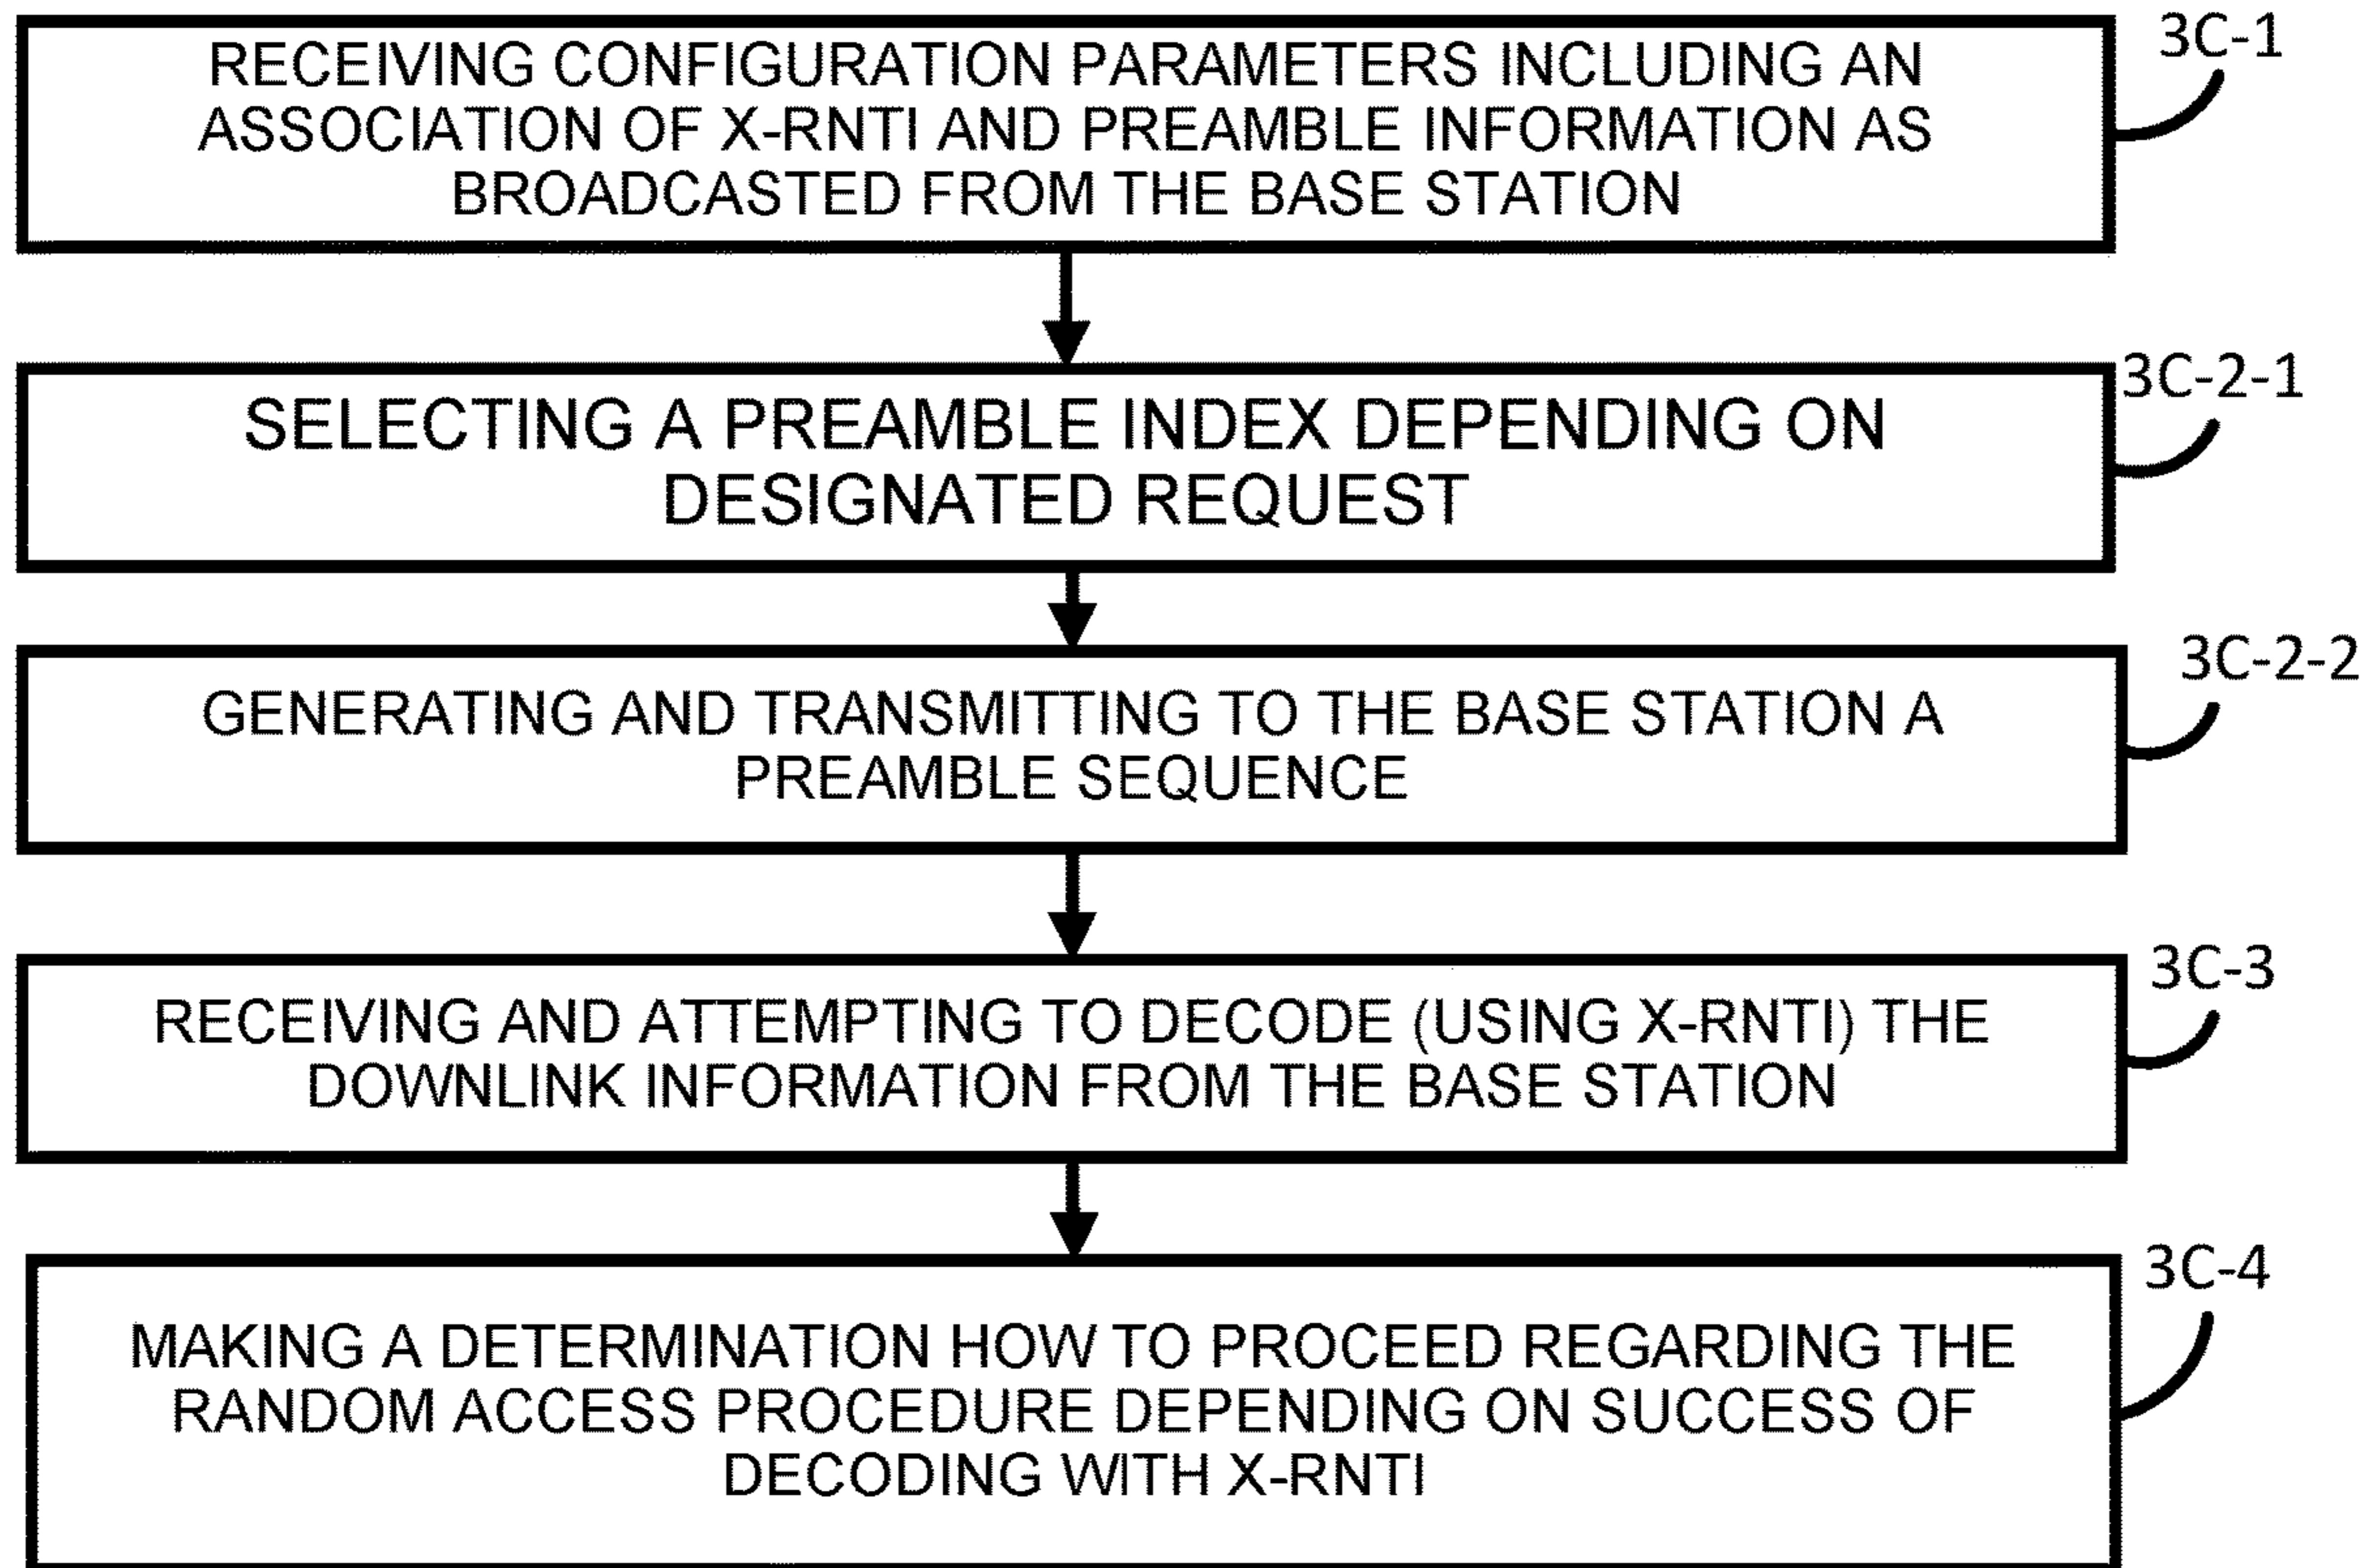 RECEIVING CONFIGURATION PARAMETERS INCLUDING AN
ASSOCIATION OF X-RNTI AND PREAMBLE INFORMATION AS
BROADCASTED FROM THE BASE STATION
3C-1
SELECTING A PREAMBLE INDEX DEPENDING ON
DESIGNATED REQUEST
3C-2-1
GENERATING AND TRANSMITTING TO THE BASE STATION A
PREAMBLE SEQUENCE
3C-2-2
RECEIVING AND ATTEMPTING TO DECODE (USING X-RNTI) THE
DOWNLINK INFORMATION FROM THE BASE STATION
3C-3
MAKING A DETERMINATION HOW TO PROCEED REGARDING THE
RANDOM ACCESS PROCEDURE DEPENDING ON SUCCESS OF
DECODING WITH X-RNTI
3C-4